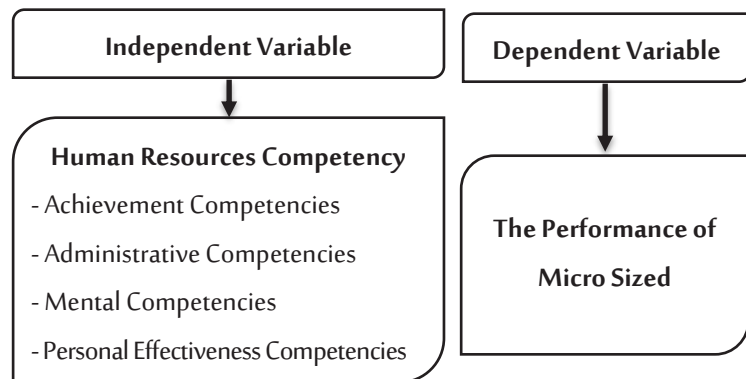 Independent Variable
Dependent Variable
Human Resources Competency
- Achievement Competencies
- Administrative Competencies
- Mental Competencies
- Personal Effectiveness Competencies
The Performance of
Micro Sized